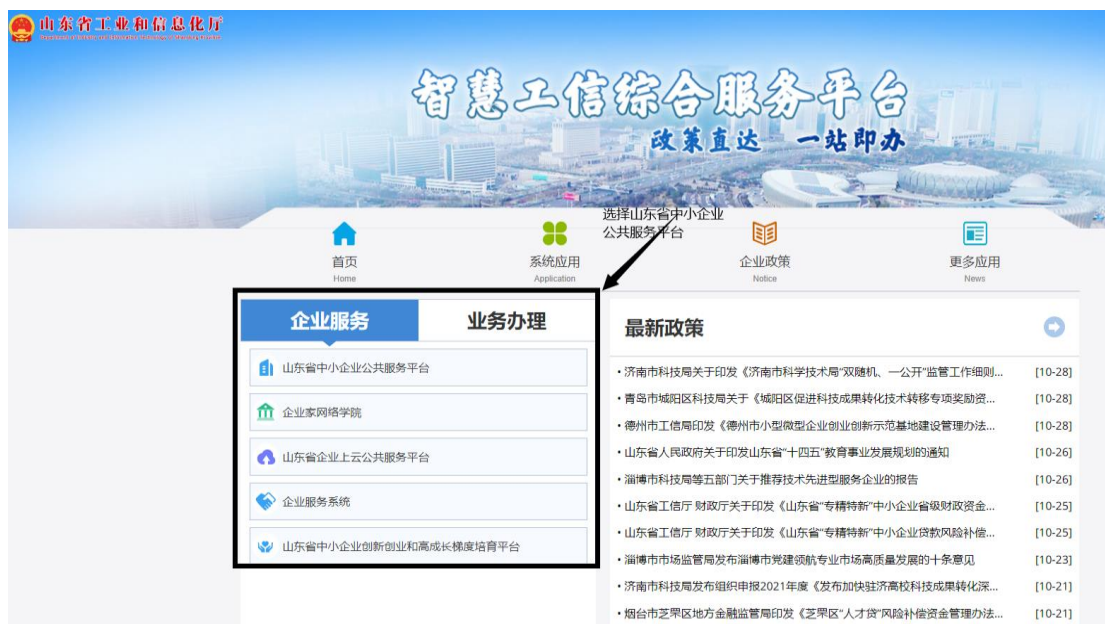 山东省工业和信息化厅
智慧工信综合服务平台
政策直达 一站即办
选择山东省中小企业
公共服务平台
首页
Home
系统应用
Application
企业政策
Notice
更多应用
News
企业服务 业务办理
山东省中小企业公共服务平台
企业家网络学院
山东省企业上云公共服务平台
企业服务系统
山东省中小企业创新创业和高成长梯度培育平台
最新政策
• 济南市科技局关于印发《济南市科学技术局“双随机、一公开”监管工作细则... [10-28]
• 青岛市城阳区科技局关于《城阳区促进科技成果转化技术转移专项奖励资... [10-28]
• 德州市工信局印发《德州市小型微型企业创业创新示范基地建设管理办法... [10-28]
• 山东省人民政府关于印发山东省“十四五”教育事业发展规划的通知 [10-26]
• 淄博市科技局等五部门关于推荐技术先进型服务企业的报告 [10-26]
• 山东省工信厅 财政厅关于印发《山东省“专精特新”中小企业省级财政资金... [10-25]
• 山东省工信厅 财政厅关于印发《山东省“专精特新”中小企业贷款风险补偿... [10-25]
• 淄博市市场监管局发布淄博市党建领航专业市场高质量发展的十条意见 [10-23]
• 济南市科技局发布组织申报2021年度《发布加快驻济高校科技成果转化深... [10-21]
• 烟台市芝罘区地方金融监管局印发《芝罘区“人才贷”风险补偿资金管理办法... [10-21]